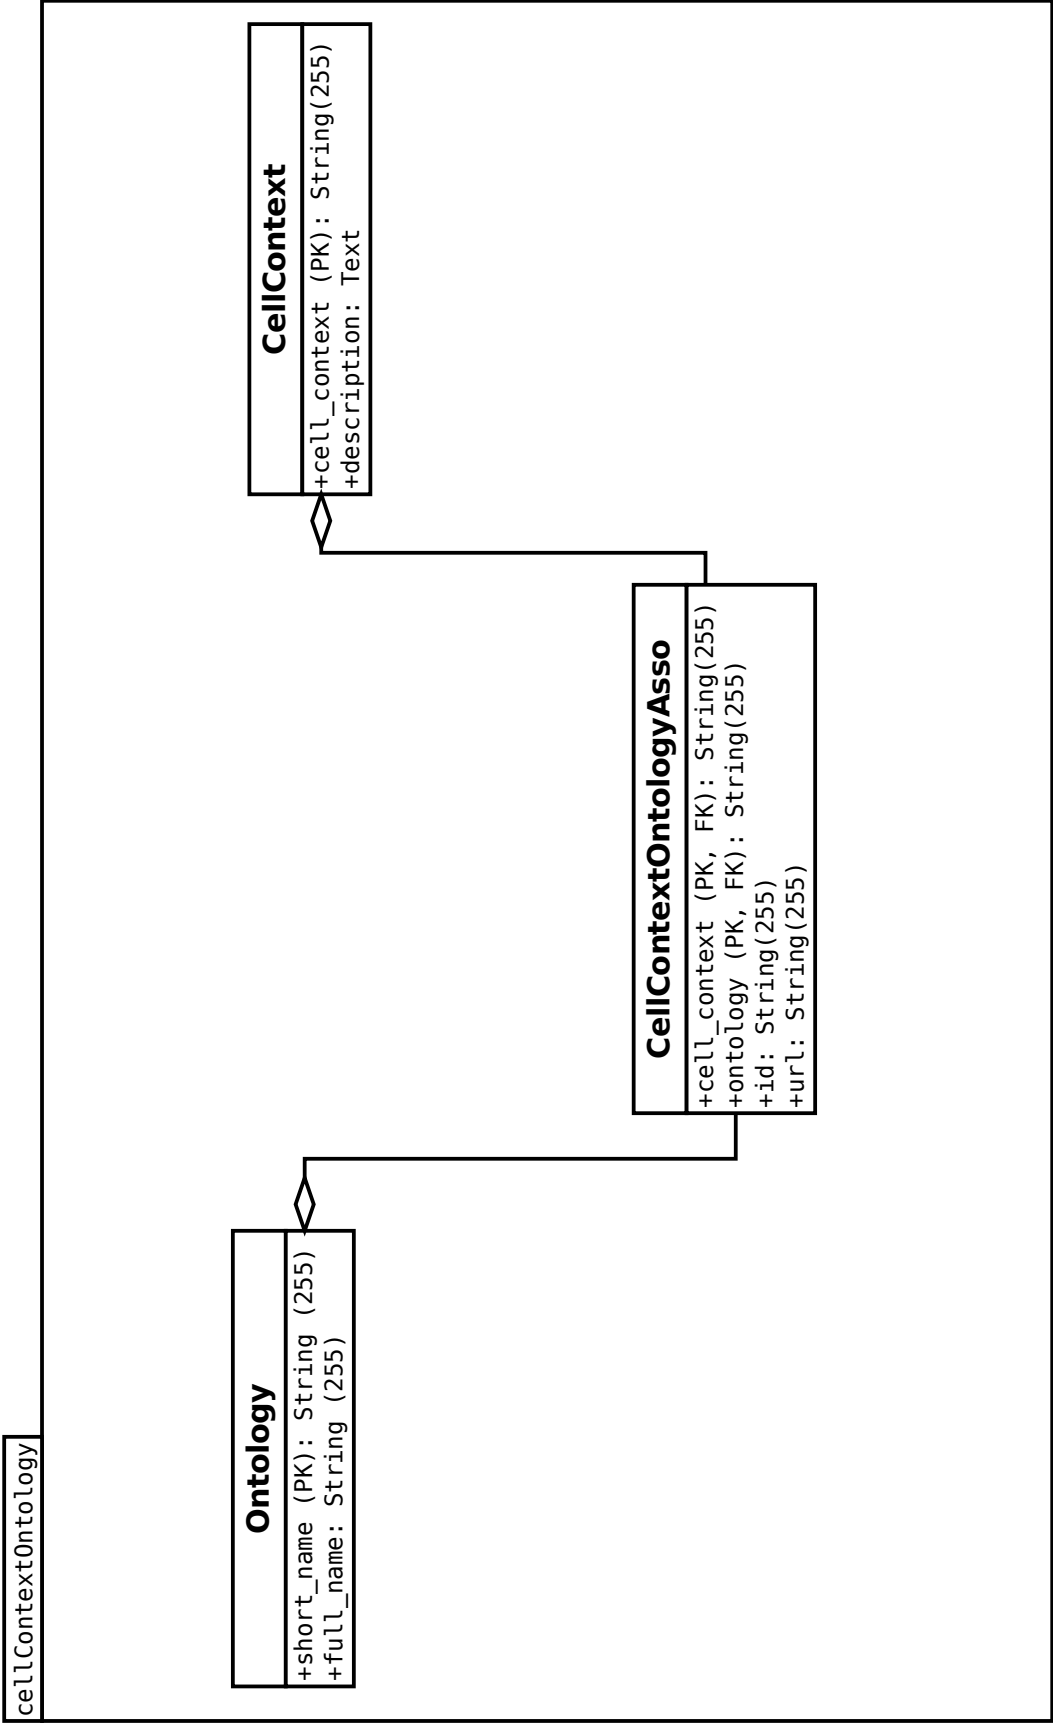 cellContextOntology
Ontology
+short_name (PK): String (255)
+full_name: String (255)
CellContextOntologyAsso
+cell_context (PK, FK): String(255)
+ontology (PK, FK): String(255)
+id: String(255)
+url: String(255)
CellContext
+cell_context (PK): String(255)
+description: Text